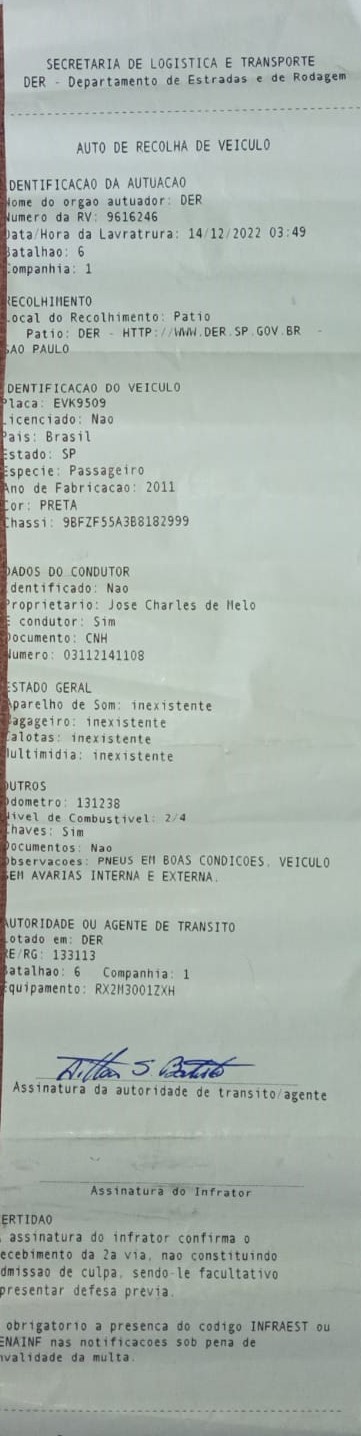 SECRETARIA DE LOGISTICA E TRANSPORTE
DER - Departamento de Estradas e de Rodagem
AUTO DE RECOLHA DE VEICULO
DENTIFICACAO DA AUTUACAO
Nome do orgao autuador: DER
Numero da RV: 9616246
Data/Hora da Lavratrura: 14/12/2022 03:49
Batalhao: 6
Companhia: 1
RECOLHIMENTO
Local do Recolhimento: Patio
Patio: DER - HTTP://WWW.DER.SP.GOV.BR -
SAO PAULO
DENTIFICACAO DO VEICULO
Placa: EVK9509
Licenciado: Nao
Pais: Brasil
Estado: SP
Especie: Passageiro
Ano de Fabricacao: 2011
Cor: PRETA
Chassi: 9BFZF55A3B8182999
DADOS DO CONDUTOR
Identificado: Nao
Proprietario: Jose Charles de Melo
E condutor: Sim
Documento: CNH
Numero: 03112141108
ESTADO GERAL
Aparelho de Som: inexistente
Bagageiro: inexistente
Calotas: inexistente
Multimidia: inexistente
OUTROS
Odometro: 131238
Nivel de Combustivel: 2/4
Chaves: Sim
Documentos: Nao
Observacoes: PNEUS EM BOAS CONDICOES, VEICULO
SEM AVARIAS INTERNA E EXTERNA.
AUTORIDADE OU AGENTE DE TRANSITO
Lotado em: DER
RE/RG: 133113
Batalhao: 6 Companhia: 1
Equipamento: RX2M3001ZXH
Assinatura da autoridade de transito/agente
Assinatura do Infrator
CERTIDAO
A assinatura do infrator confirma o
recebimento da 2a via, nao constituindo
admissao de culpa, sendo-le facultativo
apresentar defesa previa.
obrigatorio a presenca do codigo INFRAEST ou
RENAINF nas notificacoes sob pena de
invalidade da multa.